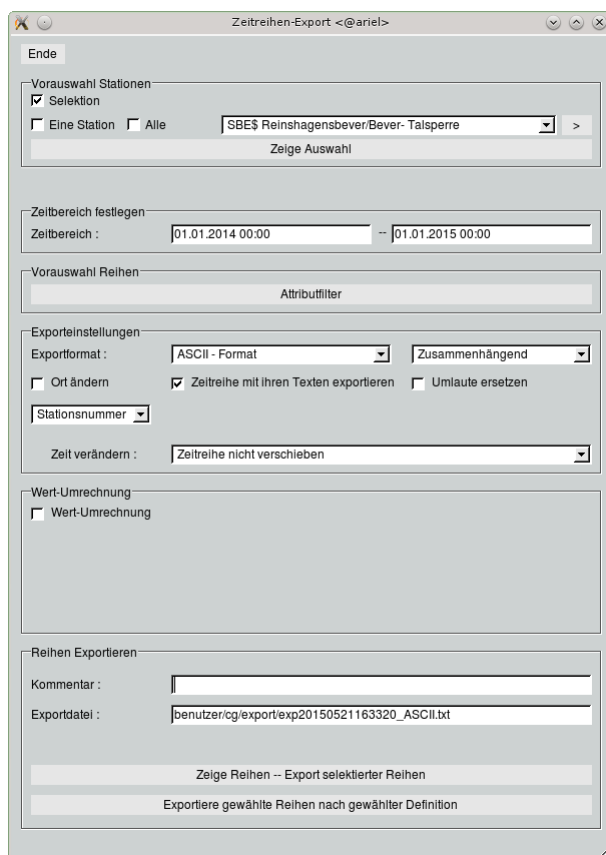 Zeitreihen-Export <@ariel>
Ende
Vorauswahl Stationen
Selektion
Eine Station Alle SBE$ Reinshagensbever/Bever- Talsperre >
Zeige Auswahl
Zeitbereich festlegen
Zeitbereich : 01.01.2014 00:00 -- 01.01.2015 00:00
Vorauswahl Reihen
Attributfilter
Exporteinstellungen
Exportformat : ASCII - Format Zusammenhängend
Ort ändern Zeitreihe mit ihren Texten exportieren Umlaute ersetzen
Stationsnummer
Zeit verändern : Zeitreihe nicht verschieben
Wert-Umrechnung
Wert-Umrechnung
Reihen Exportieren
Kommentar :
Exportdatei : benutzer/cg/export/exp20150521163320_ASCII.txt
Zeige Reihen -- Export selektierter Reihen
Exportiere gewählte Reihen nach gewählter Definition